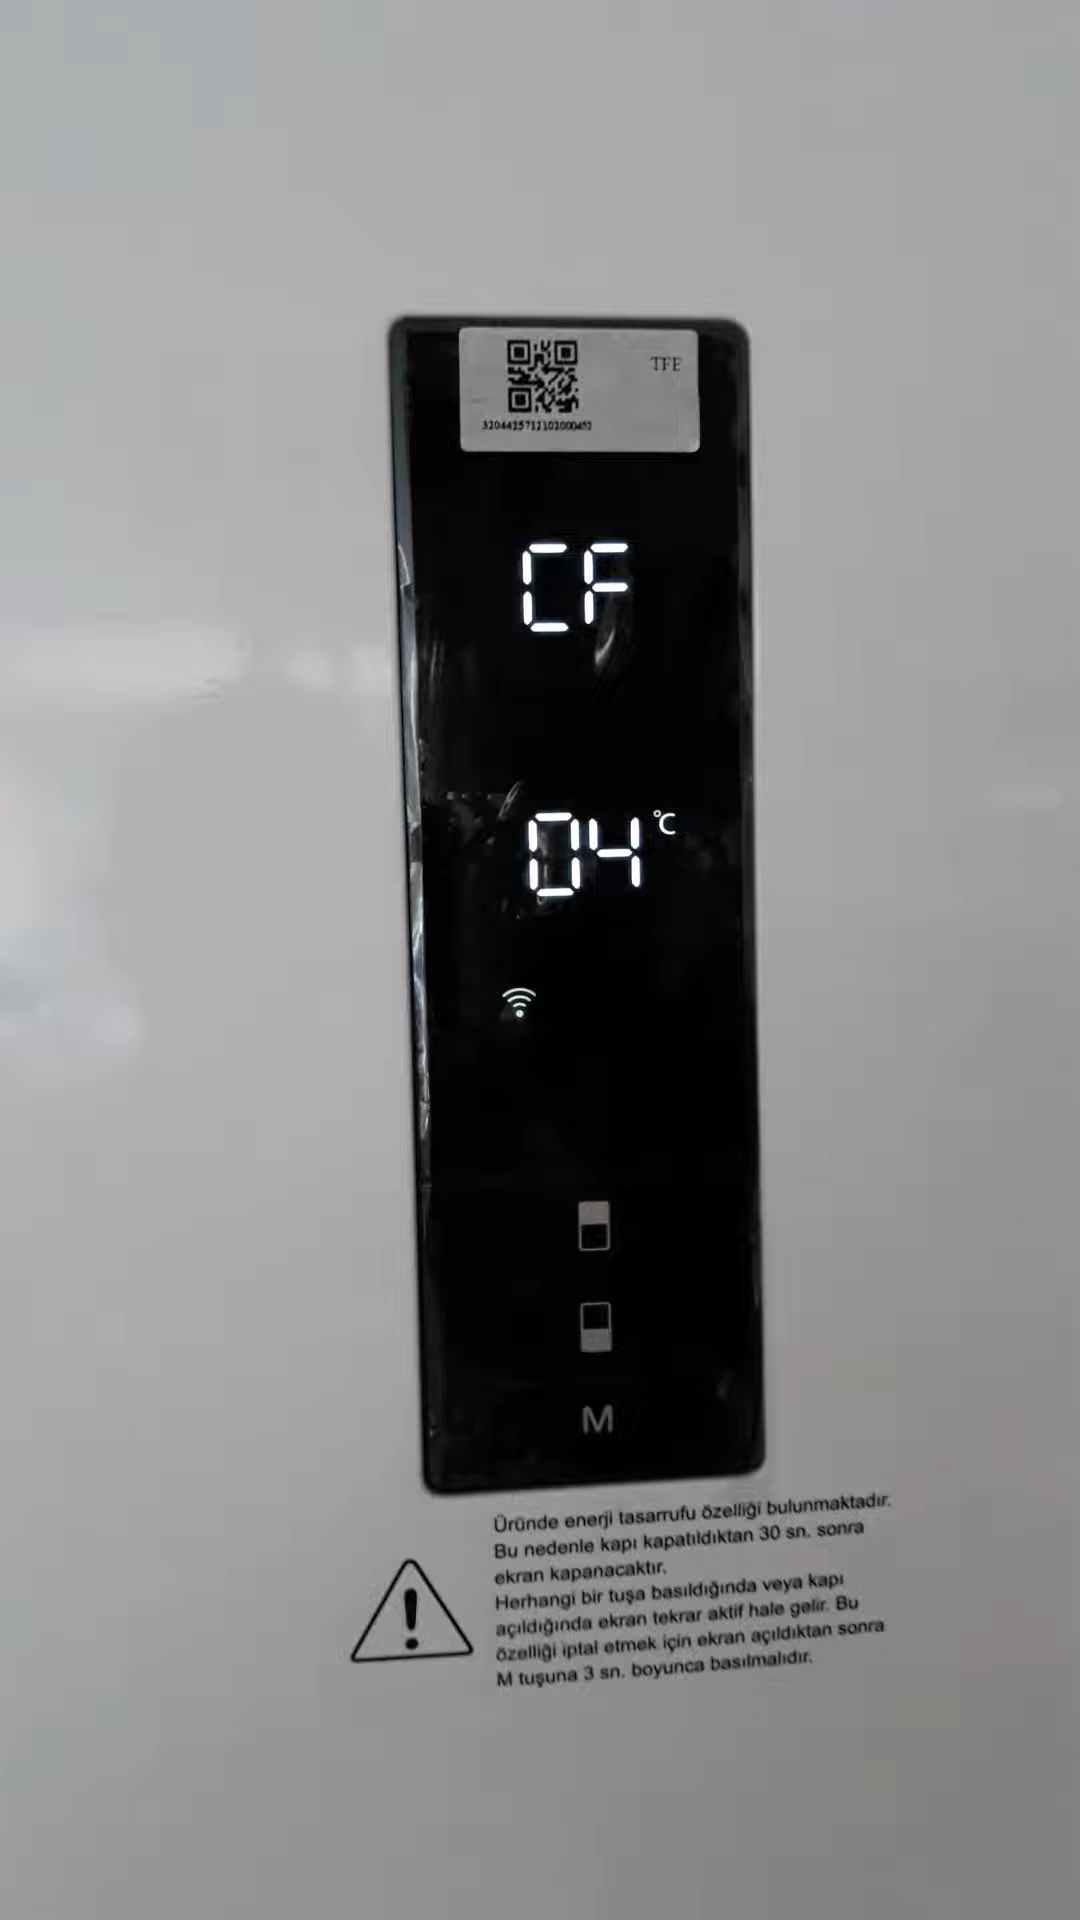 TFE
CF
04 °C
M
Üründe enerji tasarrufu özelliği bulunmaktadır.
Bu nedenle kapı kapatıldıktan 30 sn. sonra
ekran kapanacaktır.
Herhangi bir tuşa basıldığında veya kapı
açıldığında ekran tekrar aktif hale gelir. Bu
özelliği iptal etmek için ekran açıldıktan sonra
M tuşuna 3 sn. boyunca basılmalıdır.